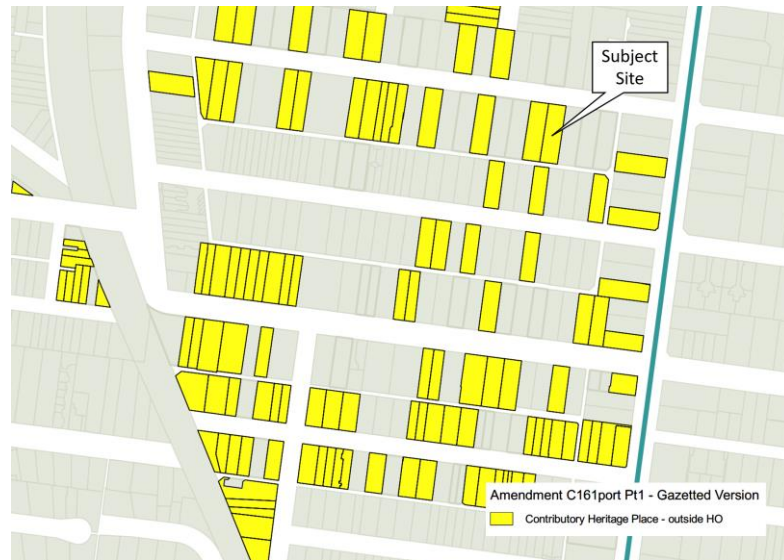 Subject
Site
Amendment C161port Pt1 - Gazetted Version
Contributory Heritage Place - outside HO